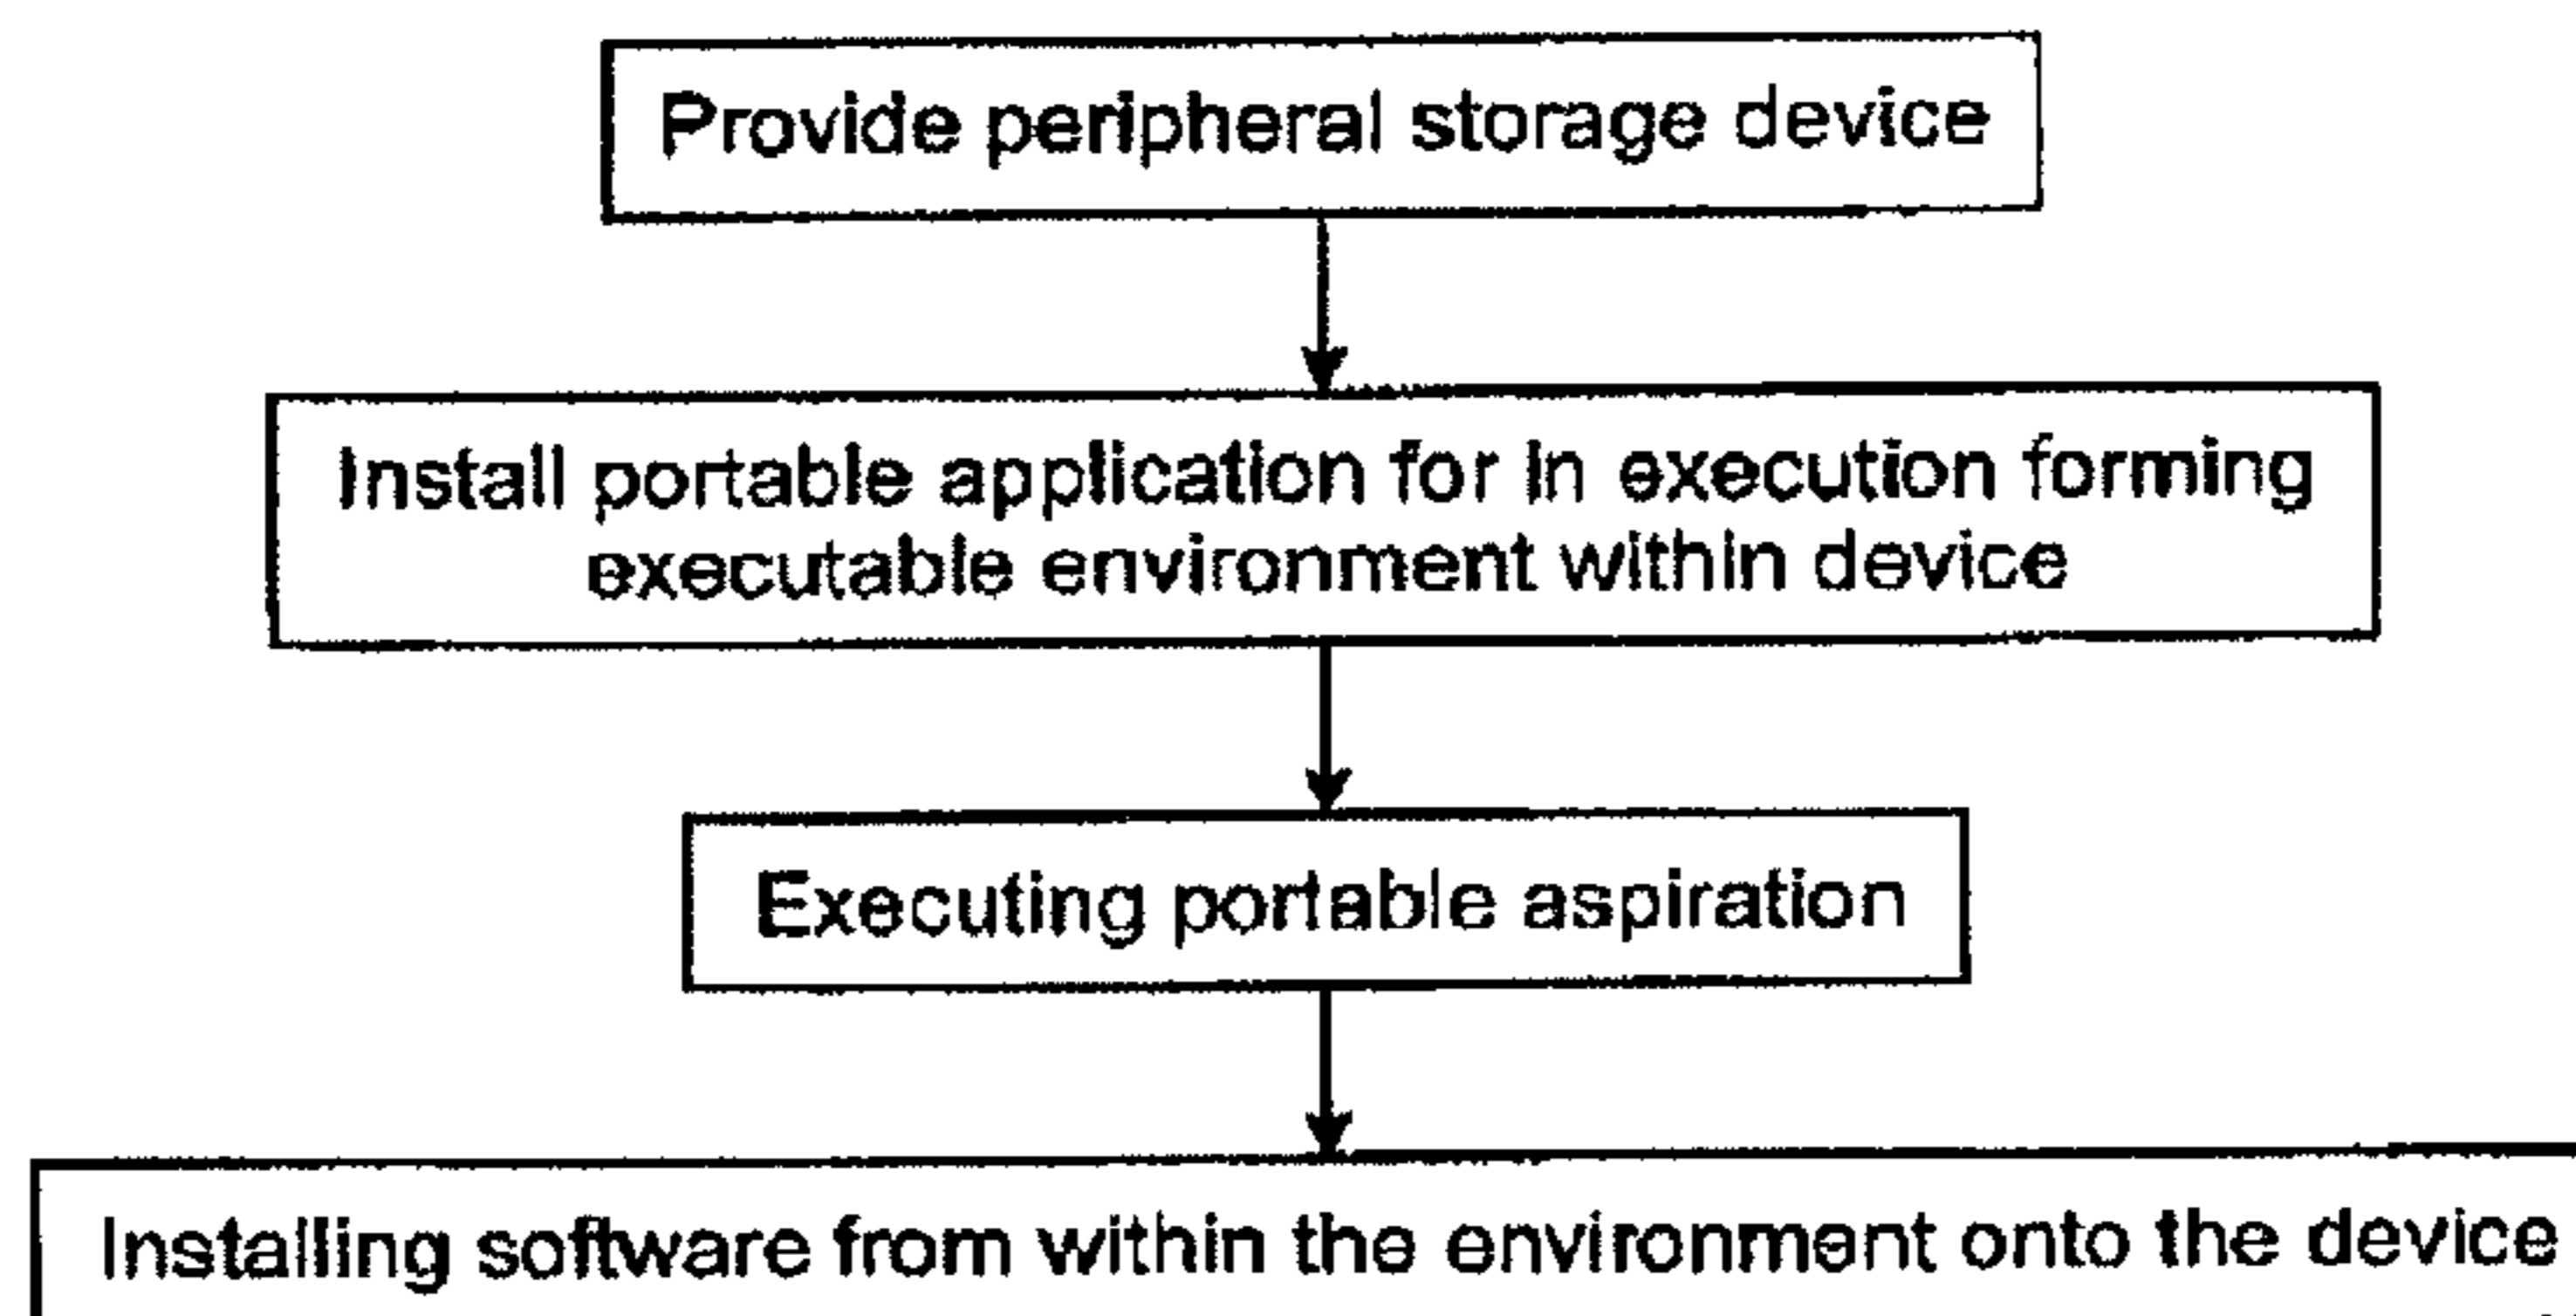 Provide peripheral storage device
Install portable application for in execution forming
executable environment within device
Executing portable aspiration
Installing software from within the environment onto the device